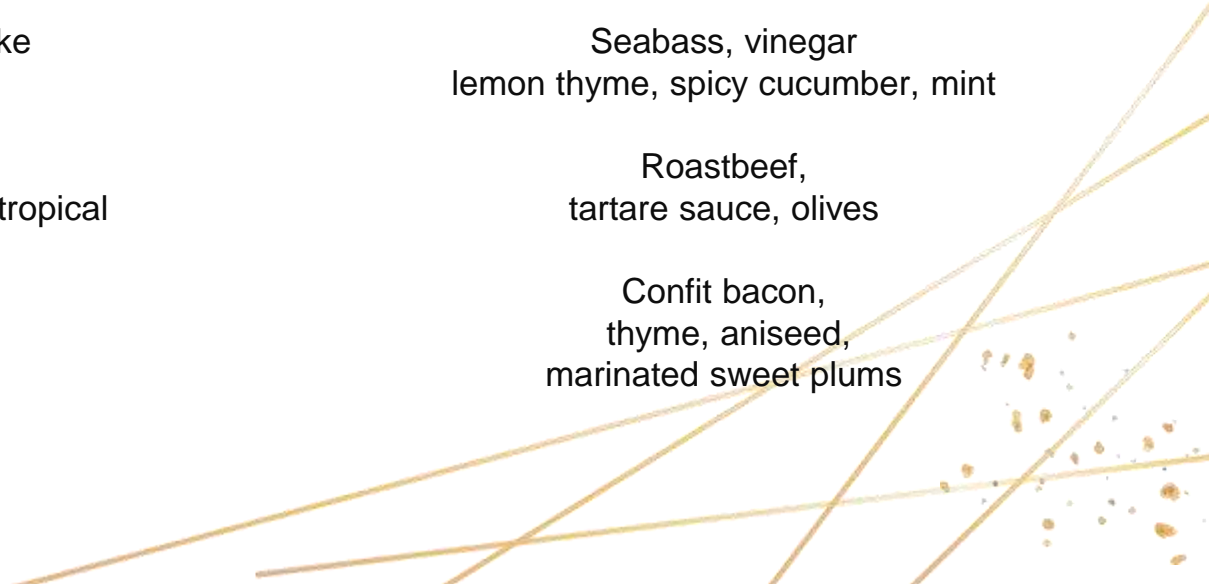 ke
tropical
Seabass, vinegar
lemon thyme, spicy cucumber, mint
Roastbeef,
tartare sauce, olives
Confit bacon,
thyme, aniseed,
marinated sweet plums